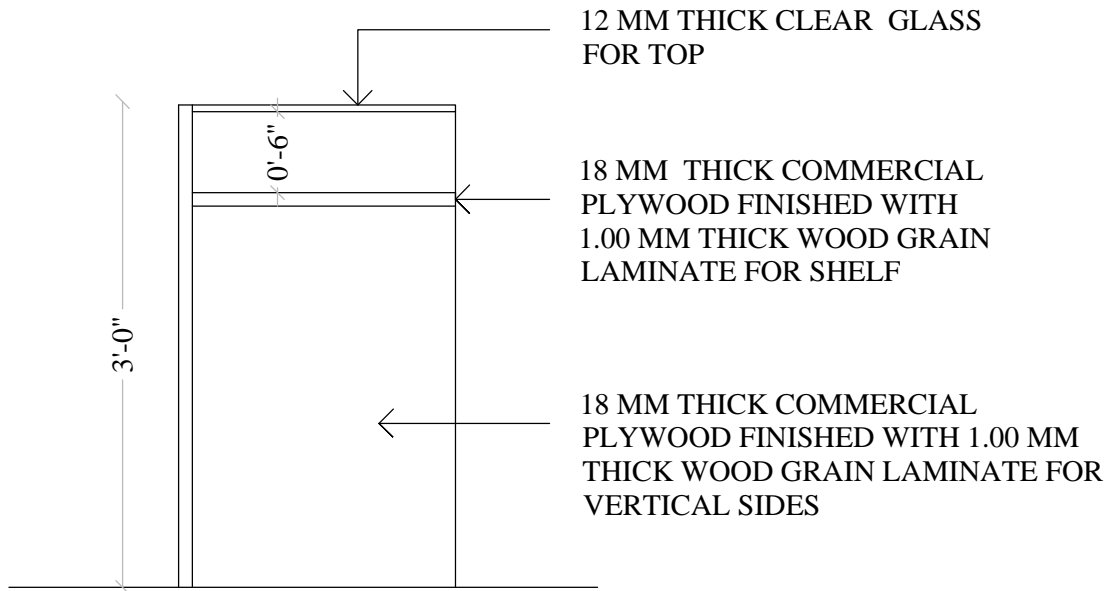 12 MM THICK CLEAR GLASS
FOR TOP
0'-6"
18 MM THICK COMMERCIAL
PLYWOOD FINISHED WITH
1.00 MM THICK WOOD GRAIN
LAMINATE FOR SHELF
3'-0"
18 MM THICK COMMERCIAL
PLYWOOD FINISHED WITH 1.00 MM
THICK WOOD GRAIN LAMINATE FOR
VERTICAL SIDES